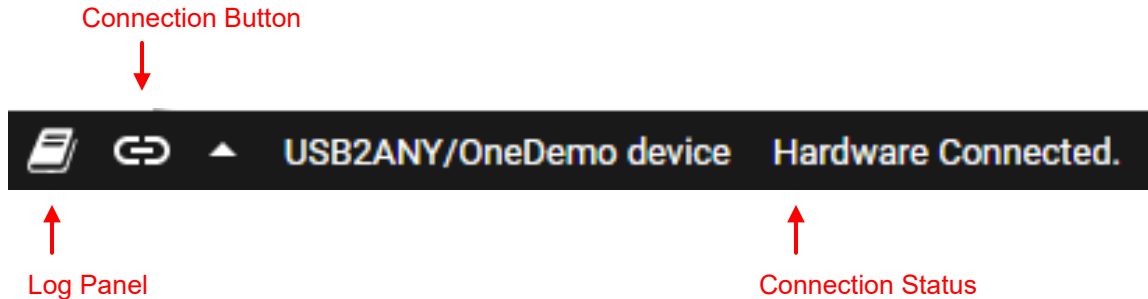 Connection Button
USB2ANY/OneDemo device Hardware Connected.
Log Panel
Connection Status